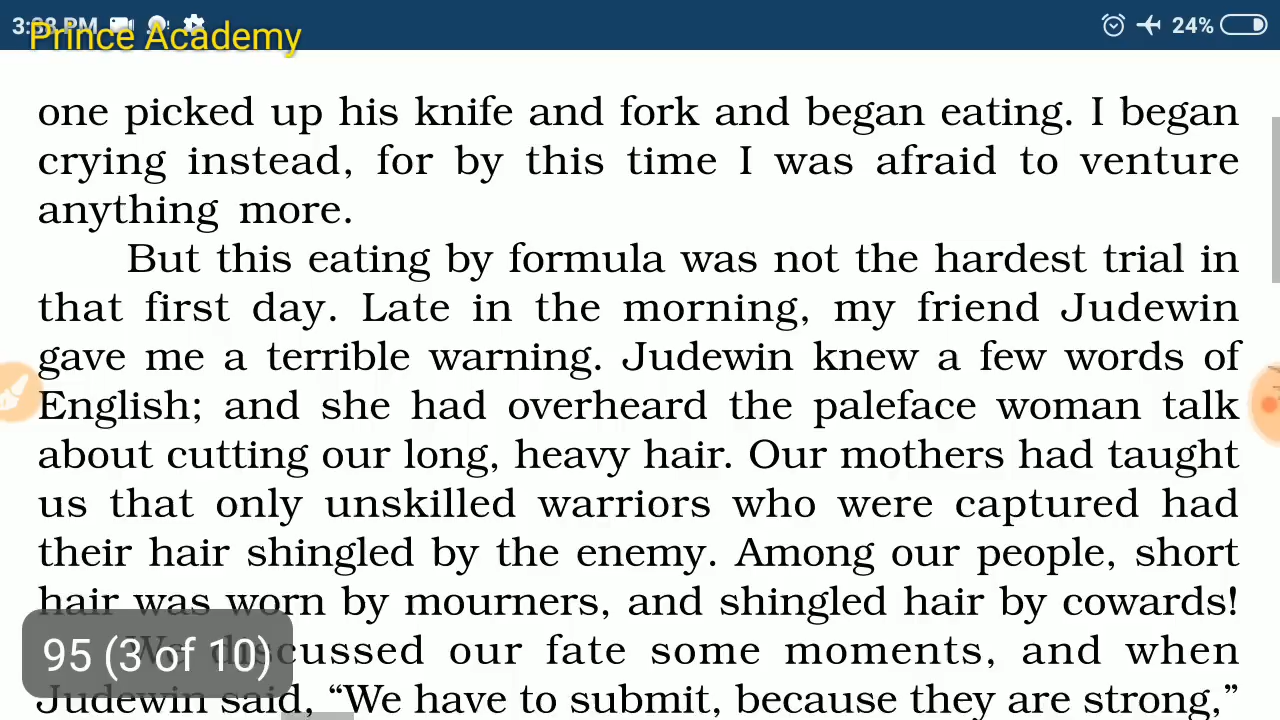 3:38 PM 24%
Prince Academy
one picked up his knife and fork and began eating. I began
crying instead, for by this time I was afraid to venture
anything more.
But this eating by formula was not the hardest trial in
that first day. Late in the morning, my friend Judewin
gave me a terrible warning. Judewin knew a few words of
English; and she had overheard the paleface woman talk
about cutting our long, heavy hair. Our mothers had taught
us that only unskilled warriors who were captured had
their hair shingled by the enemy. Among our people, short
hair was worn by mourners, and shingled hair by cowards!
We discussed our fate some moments, and when
95 (3 of 10)
Judewin said, “We have to submit, because they are strong,”